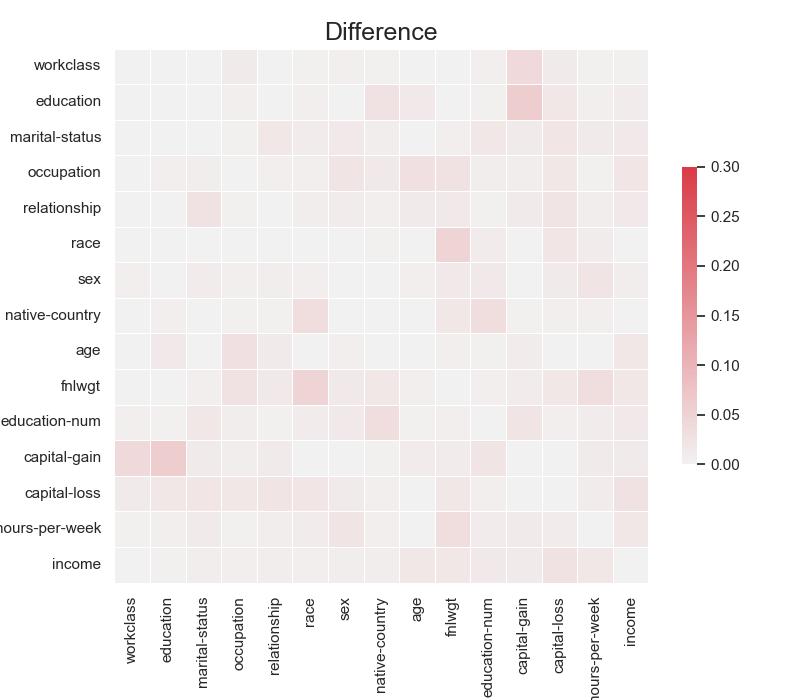 Difference
workclass
education
marital-status
occupation
relationship
race
sex
native-country
age
fnlwgt
education-num
capital-gain
capital-loss
hours-per-week
income
0.30
0.25
0.20
0.15
0.10
0.05
0.00
workclass
education
marital-status
occupation
relationship
race
sex
native-country
age
fnlwgt
education-num
capital-gain
capital-loss
hours-per-week
income